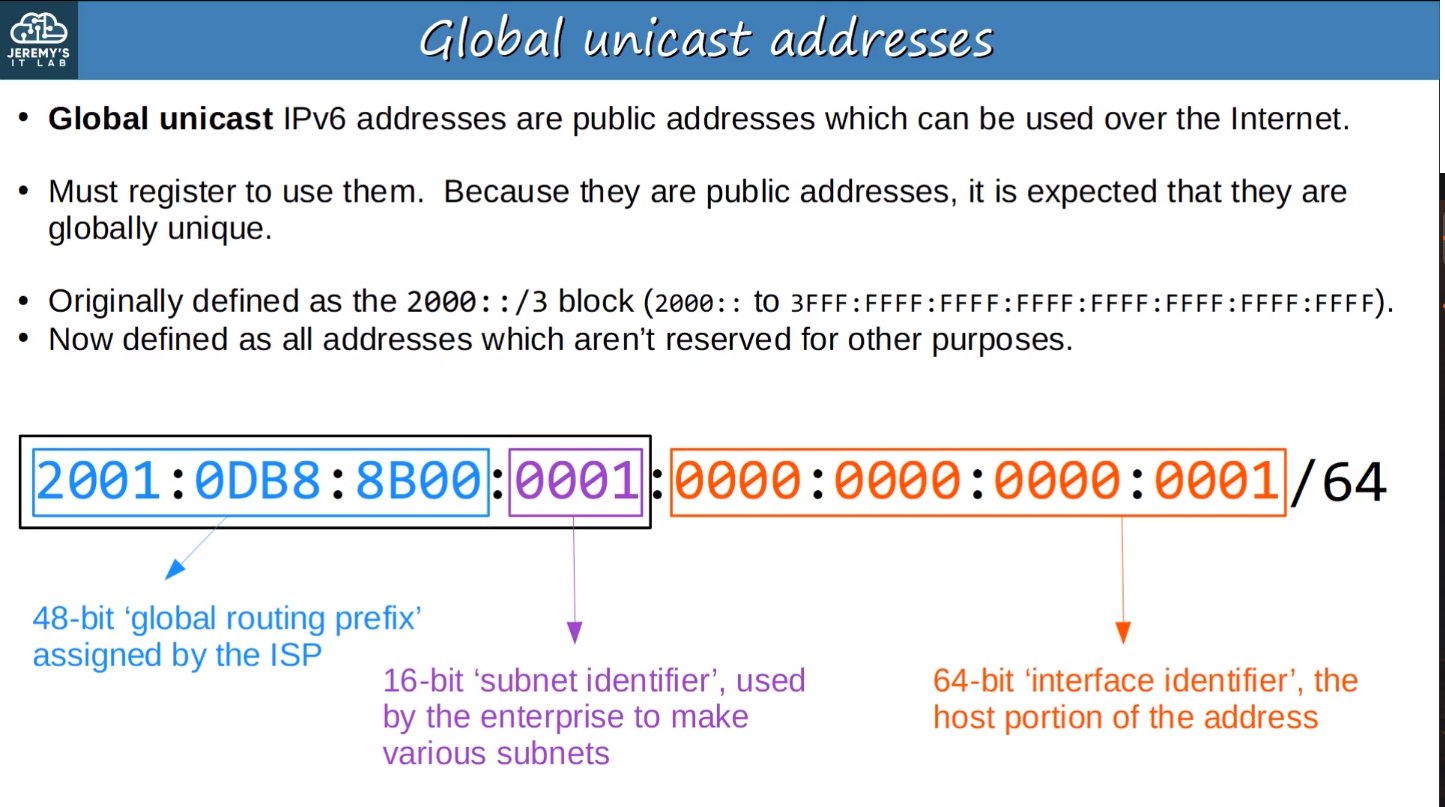 JEREMY'S
IT LAB
Global unicast addresses
• Global unicast IPv6 addresses are public addresses which can be used over the Internet.
• Must register to use them.  Because they are public addresses, it is expected that they are
globally unique.
• Originally defined as the 2000::/3 block (2000:: to 3FFF:FFFF:FFFF:FFFF:FFFF:FFFF:FFFF:FFFF).
• Now defined as all addresses which aren't reserved for other purposes.
2001:0DB8:8B00:0001:0000:0000:0000:0001/64
48-bit ‘global routing prefix’
assigned by the ISP
16-bit ‘subnet identifier’, used
by the enterprise to make
various subnets
64-bit ‘interface identifier’, the
host portion of the address